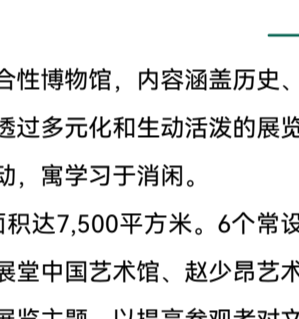 合性博物馆，内容涵盖历史、
透过多元化和生动活泼的展览
动，寓学习于消闲。
面积达7,500平方米。6个常设
展堂中国艺术馆、赵少昂艺术
展览主题，以提高参观者对文